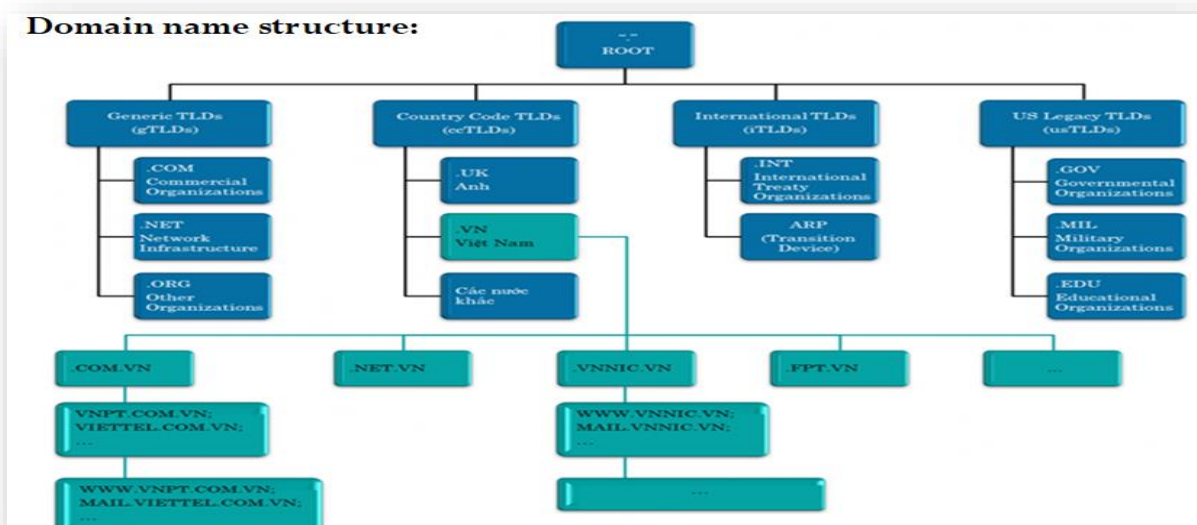 Domain name structure:
"."
ROOT
Generic TLDs
(gTLDs)
Country Code TLDs
(ccTLDs)
International TLDs
(iTLDs)
US Legacy TLDs
(usTLDs)
.COM
Commercial
Organizations
.UK
Anh
.INT
International
Treaty
Organizations
.GOV
Governmental
Organizations
.NET
Network
Infrastructure
.VN
Việt Nam
ARP
(Transition
Device)
.MIL
Military
Organizations
.ORG
Other
Organizations
Các nước
khác
.EDU
Educational
Organizations
.COM.VN
.NET.VN
.VNNIC.VN
.FPT.VN
...
VNPT.COM.VN;
VIETTEL.COM.VN;
...
WWW.VNNIC.VN;
MAIL.VNNIC.VN;
...
WWW.VNPT.COM.VN;
MAIL.VIETTEL.COM.VN;
...
...